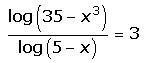 log(35 – x³)
log(5 – x)
= 3